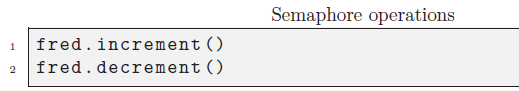 Semaphore operations
1 fred.increment()
2 fred.decrement()